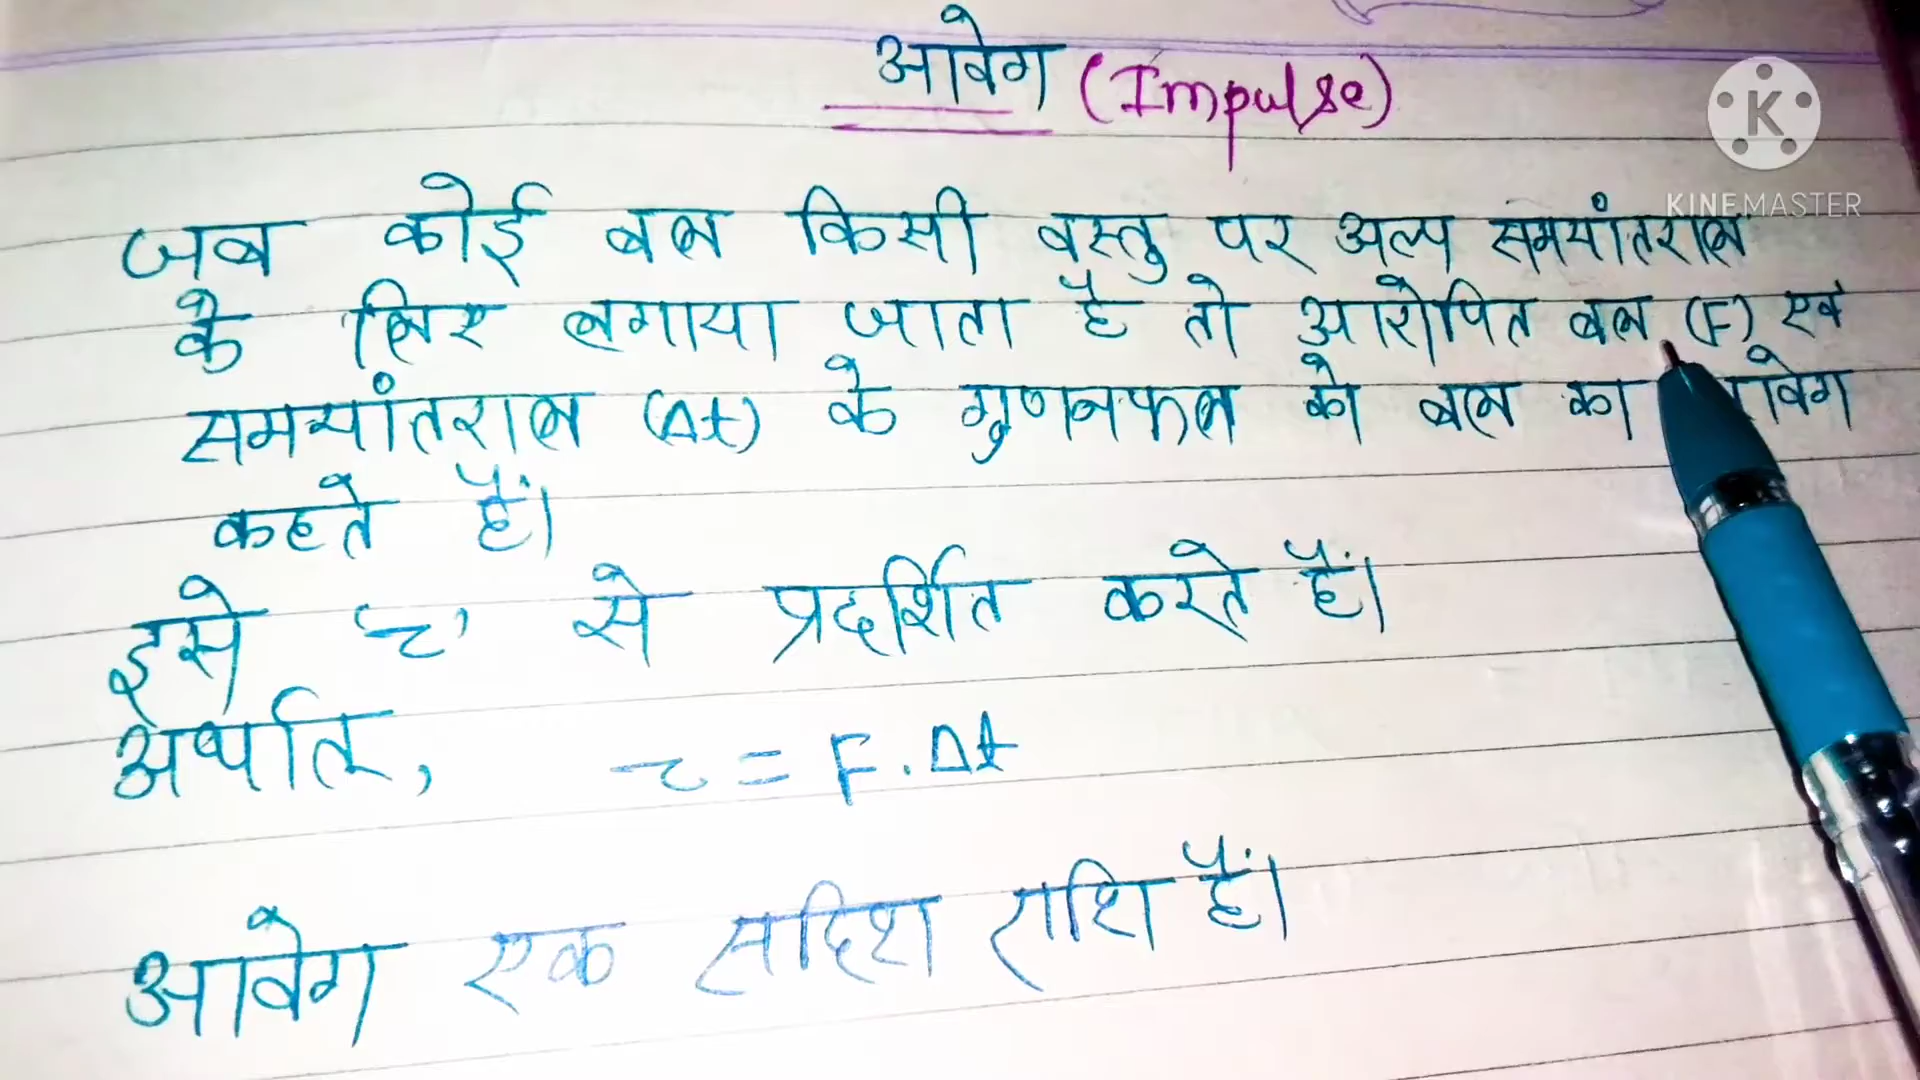 आवेग (Impulse)
K
KINEMASTER
जब कोई बल किसी वस्तु पर अल्प समयांतराल
के लिए लगाया जाता है तो आरोपित बल (F) एवं
समयांतराल (Δt) के गुणनफल को बल का
कहते हैं।
इसे से प्रदर्शित करते हैं।
अर्थात, = F.Δt
आवेग एक सदिश राशि हैं।